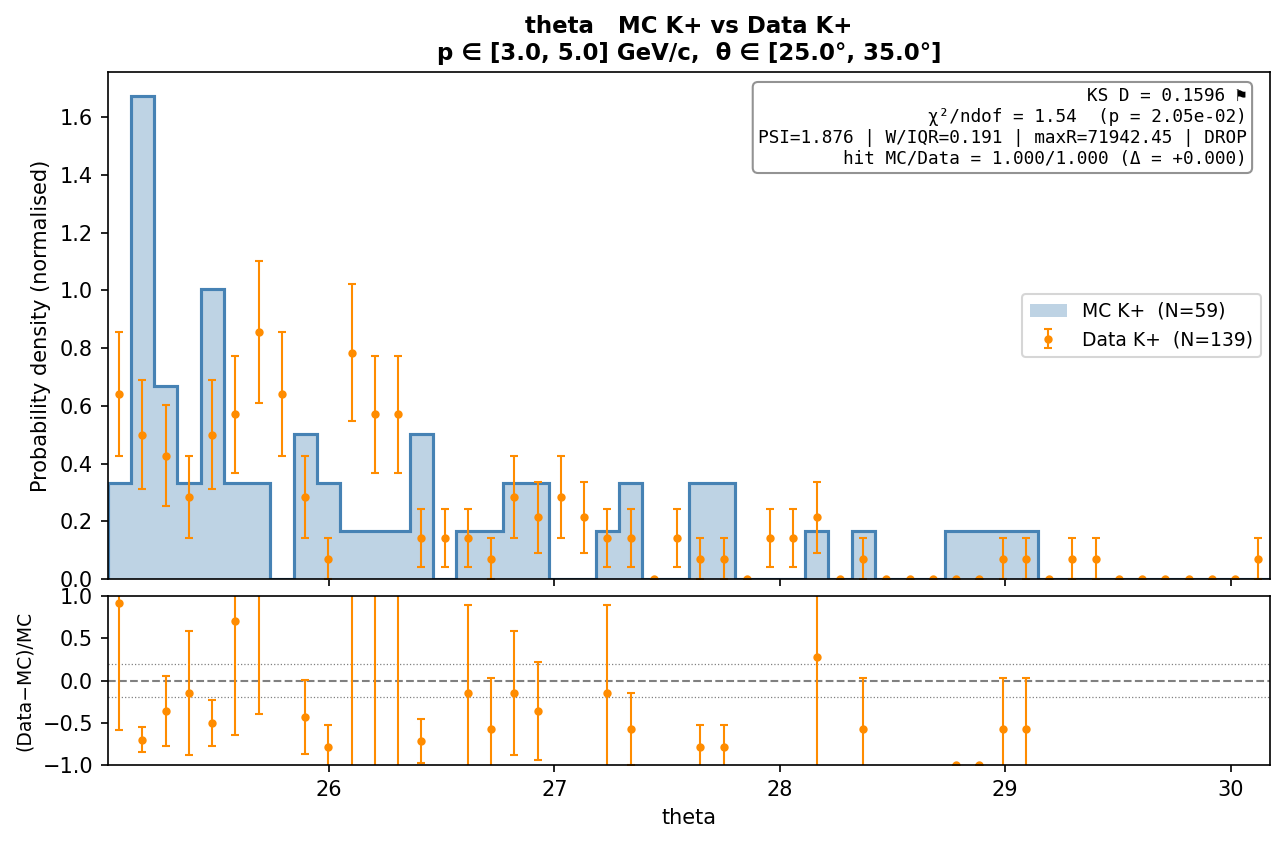 theta   MC K+ vs Data K+
p ∈ [3.0, 5.0] GeV/c,  θ ∈ [25.0°, 35.0°]
KS D = 0.1596 ⚑
χ²/ndof = 1.54  (p = 2.05e-02)
PSI=1.876 | W/IQR=0.191 | maxR=71942.45 | DROP
hit MC/Data = 1.000/1.000 (Δ = +0.000)
MC K+  (N=59)
Data K+  (N=139)
Probability density (normalised)
1.6
1.4
1.2
1.0
0.8
0.6
0.4
0.2
0.0
(Data−MC)/MC
1.0
0.5
0.0
−0.5
−1.0
26
27
28
29
30
theta